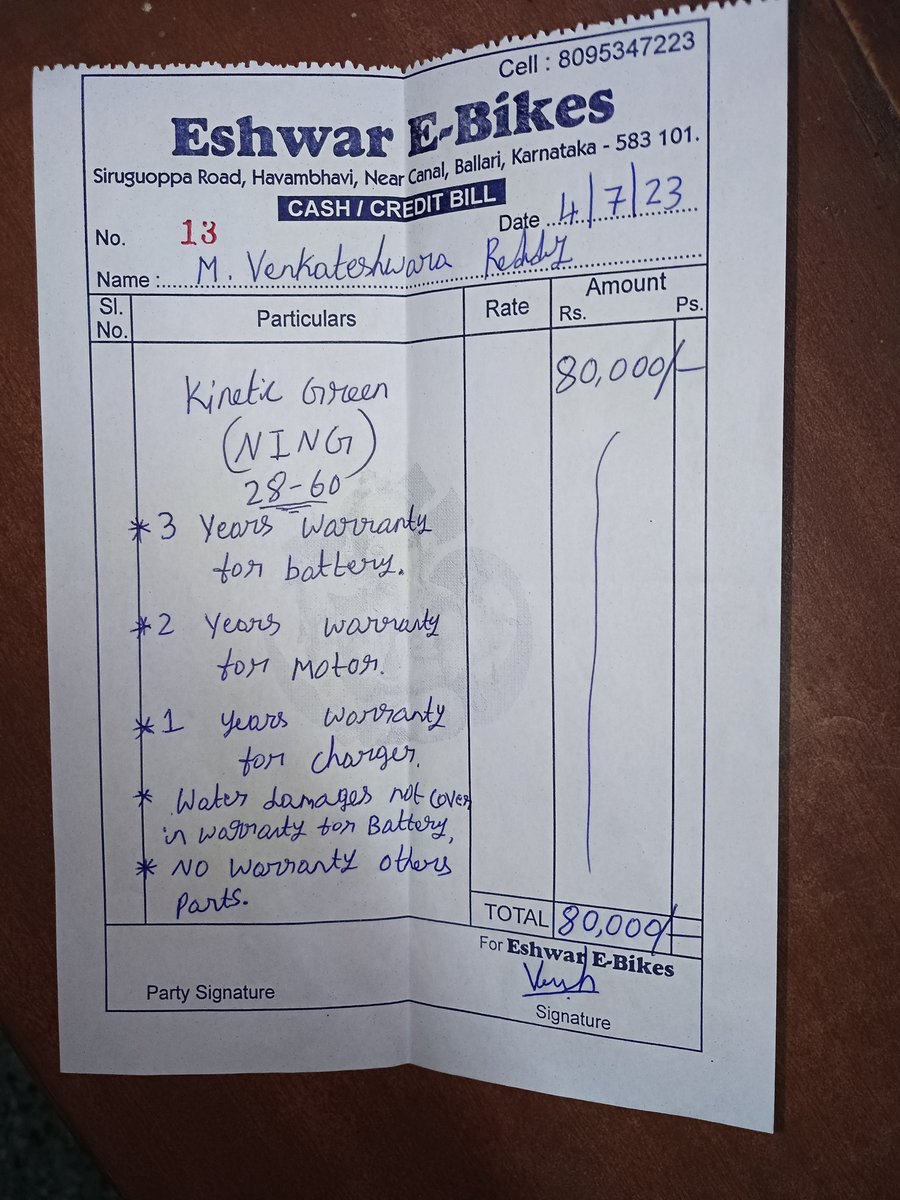 Cell : 8095347223
Eshwar E-Bikes
Siruguoppa Road, Havambhavi, Near Canal, Ballari, Karnataka - 583 101.
CASH / CREDIT BILL
No. 13 Date 4/7/23
Name : M. Venkateshwara Reddy
Sl. No. Particulars Rate Amount Rs. Ps.
Kinetic Green 80,000/-
(ZING)
28-60
* 3 Years warranty
for battery.
* 2 Years warranty
for Motor.
* 1 years warranty
for charger.
* Water damages not cover
in warranty for Battery,
* NO warranty others
Parts.
TOTAL 80,000/-
For Eshwar E-Bikes
Party Signature
Signature